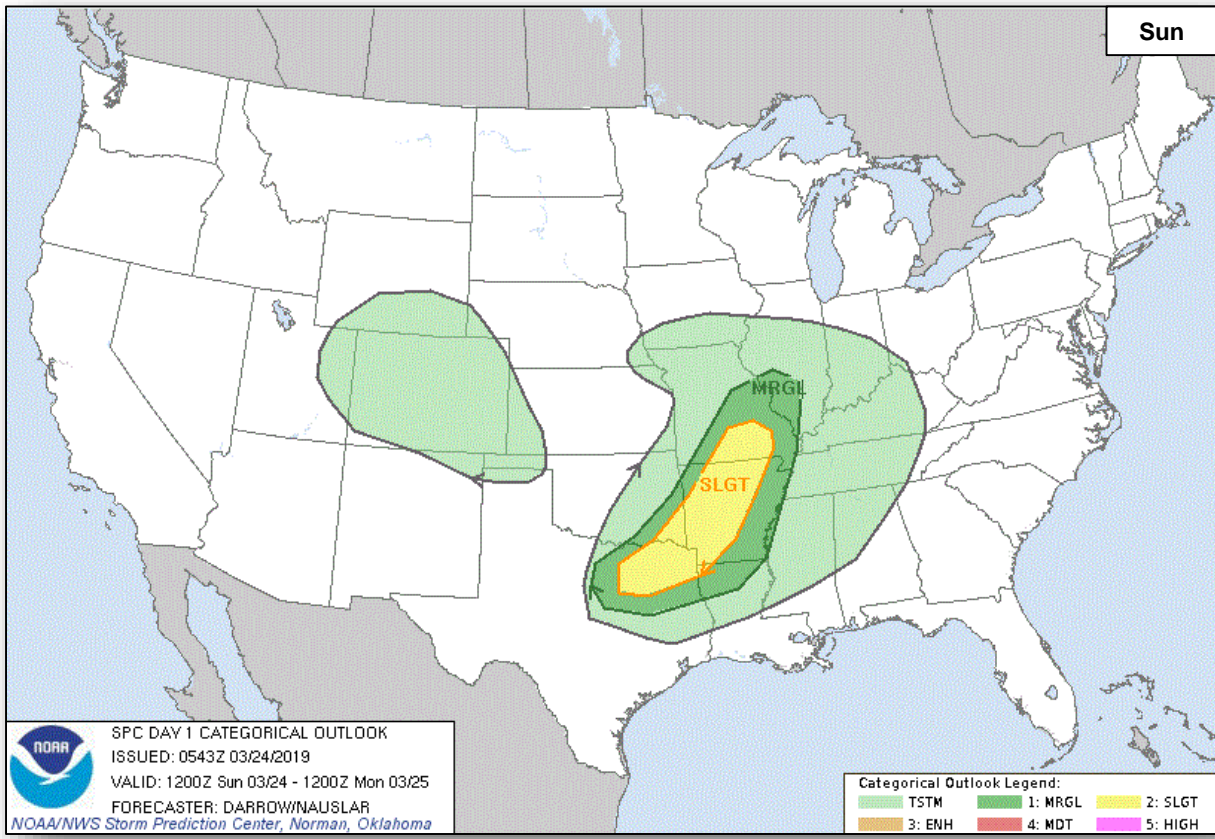 Sun
MRGL
SLGT
NOAA
SPC DAY 1 CATEGORICAL OUTLOOK
ISSUED: 0543Z 03/24/2019
VALID: 1200Z Sun 03/24 - 1200Z Mon 03/25
FORECASTER: DARROW/NAUSLAR
NOAA/NWS Storm Prediction Center, Norman, Oklahoma
Categorical Outlook Legend:
TSTM 1: MRGL 2: SLGT
3: ENH 4: MDT 5: HIGH